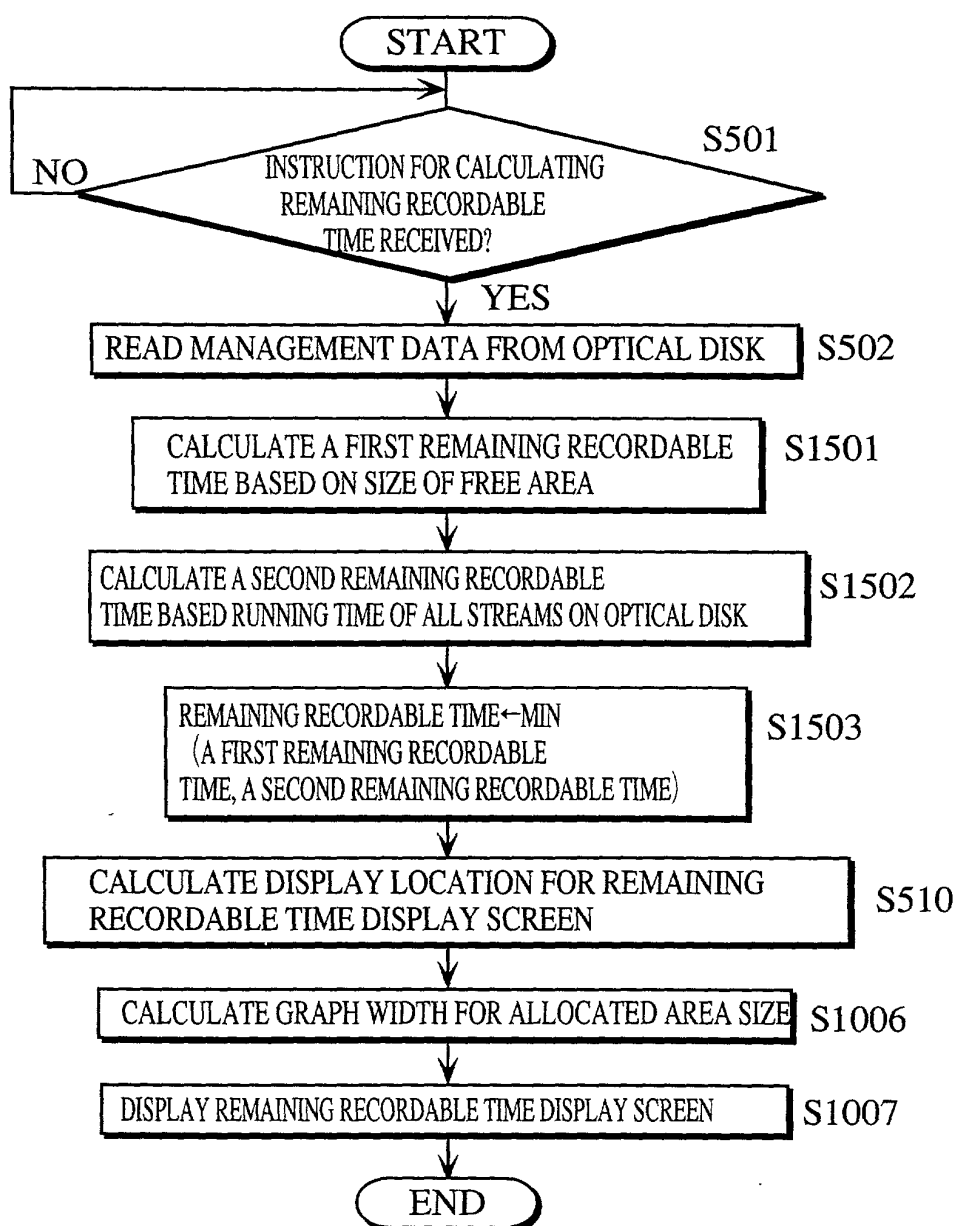 START
S501
INSTRUCTION FOR CALCULATING
REMAINING RECORDABLE
TIME RECEIVED?
NO
YES
READ MANAGEMENT DATA FROM OPTICAL DISK
S502
CALCULATE A FIRST REMAINING RECORDABLE
TIME BASED ON SIZE OF FREE AREA
S1501
CALCULATE A SECOND REMAINING RECORDABLE
TIME BASED RUNNING TIME OF ALL STREAMS ON OPTICAL DISK
S1502
REMAINING RECORDABLE TIME←MIN
(A FIRST REMAINING RECORDABLE
TIME, A SECOND REMAINING RECORDABLE TIME)
S1503
CALCULATE DISPLAY LOCATION FOR REMAINING
RECORDABLE TIME DISPLAY SCREEN
S510
CALCULATE GRAPH WIDTH FOR ALLOCATED AREA SIZE
S1006
DISPLAY REMAINING RECORDABLE TIME DISPLAY SCREEN
S1007
END